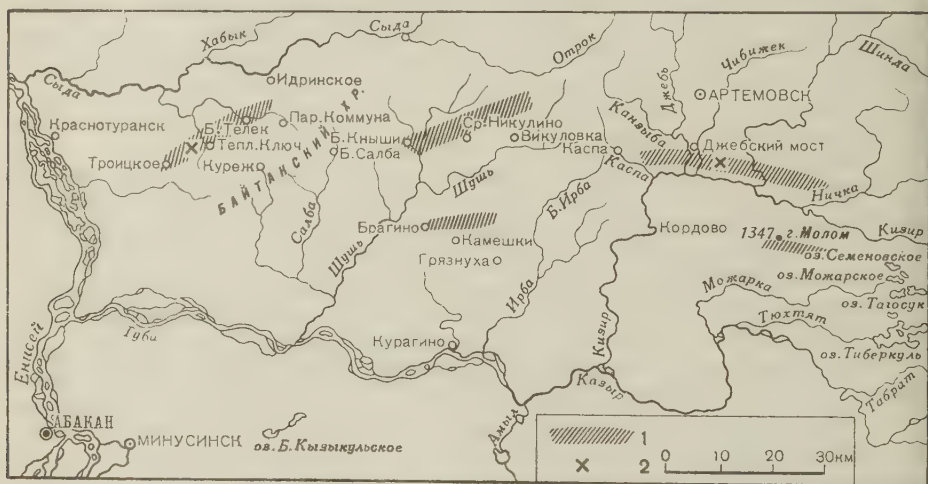 Хабык
Сыда
Отрок
Чибижек
Шинда
Сыда
Идринское
Джебь
АРТЕМОВСК
Краснотуранск
Б.Телек
Пар.Коммуна
Б.Кныши
Ср.Никулино
Канзыба
Тепл.Ключ
Викуловка
Джебский мост
Троицкое
Курежо
БАЙТАКСКИЙ ХР.
Б.Салба
Каспа
Каспа
Ничка
Салба
Шушь
Б.Ирба
Кизир
Брагино
Камешки
Кордово
1347 г.Молом
Грязнуха
оз.Семеновское
Шушь
оз.Можарское
Можарка
оз.Тагосук
Ирба
Тюхтят
Туба
Енисей
Курагино
Кизир
оз.Тиберкуль
Казыр
Табрат
АБАКАН
МИНУСИНСК
оз.Б.Кызыкульское
Амыл
1
2
0 10 20 30км